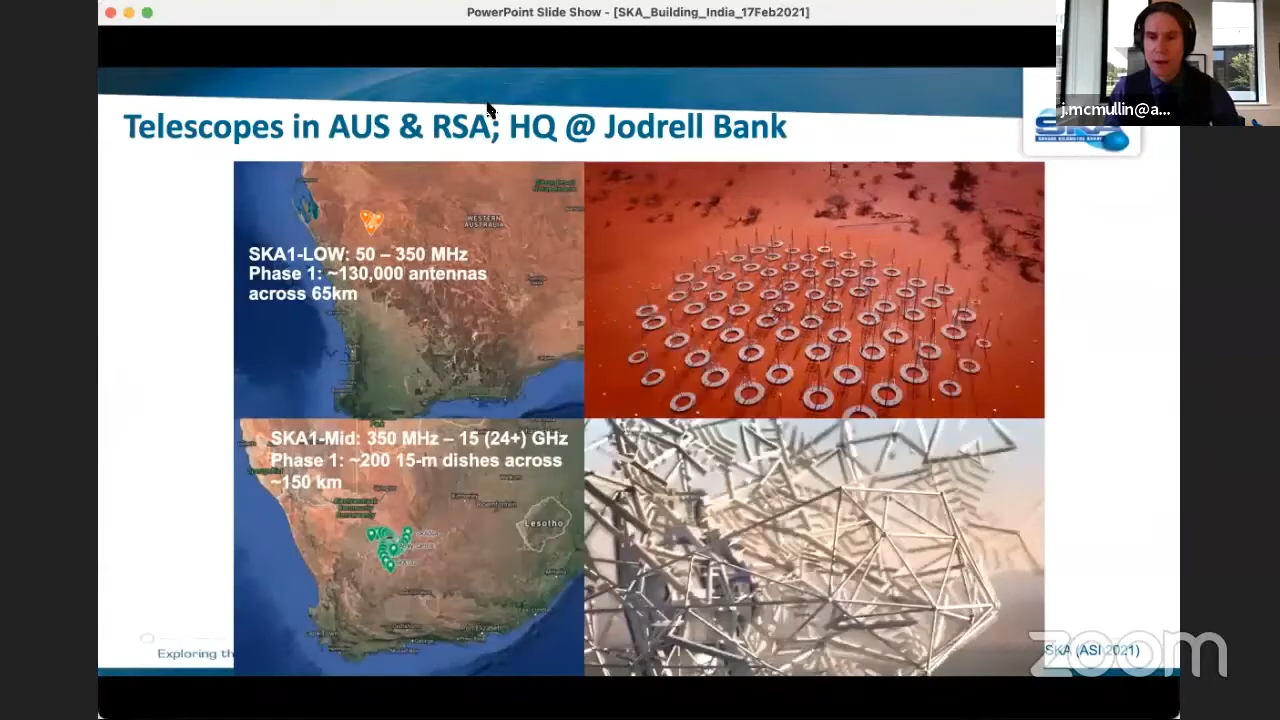 PowerPoint Slide Show - [SKA_Building_India_17Feb2021]
j.mcmullin@a...
Telescopes in AUS & RSA; HQ @ Jodrell Bank
SKA
WESTERN
AUSTRALIA
SKA1-LOW: 50 – 350 MHz
Phase 1: ~130,000 antennas
across 65km
SKA1-Mid: 350 MHz – 15 (24+) GHz
Phase 1: ~200 15-m dishes across
~150 km
Lesotho
Exploring th
SKA (ASI 2021)
zoom